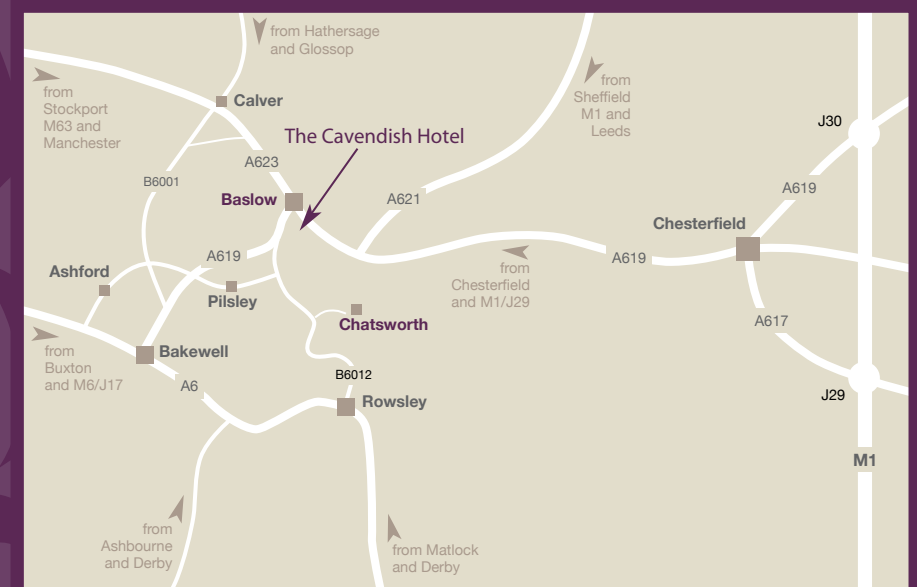 from Hathersage
and Glossop
from
Stockport
M63 and
Manchester
Calver
from
Sheffield
M1 and
Leeds
J30
The Cavendish Hotel
A623
B6001
Baslow
A621
A619
Chesterfield
A619
A619
from
Chesterfield
and M1/J29
Ashford
Pilsley
Chatsworth
A617
from
Buxton
and M6/J17
Bakewell
A6
B6012
Rowsley
J29
M1
from
Ashbourne
and Derby
from Matlock
and Derby